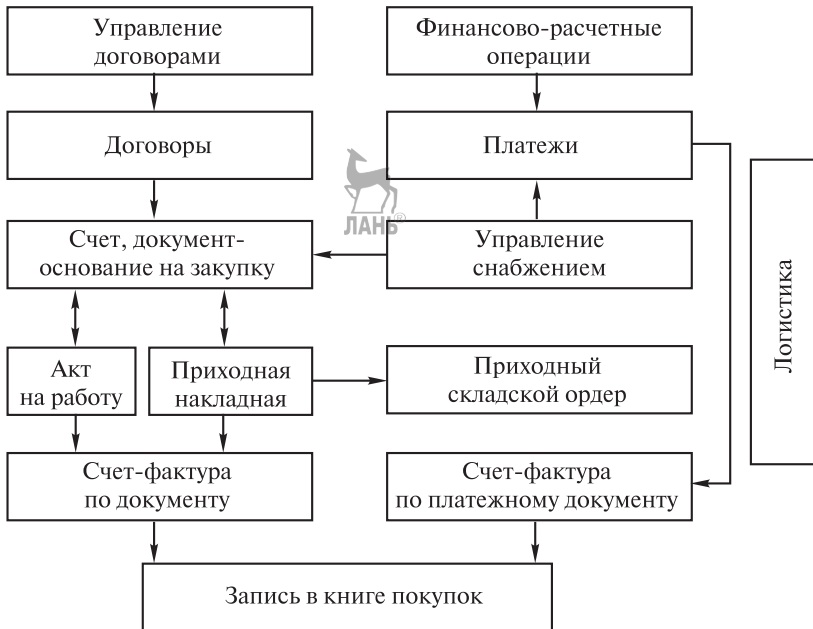 Управление
договорами
Финансово-расчетные
операции
Договоры
Платежи
ЛАНЬ®
Счет, документ-
основание на закупку
Управление
снабжением
Логистика
Акт
на работу
Приходная
накладная
Приходный
складской ордер
Счет-фактура
по документу
Счет-фактура
по платежному документу
Запись в книге покупок